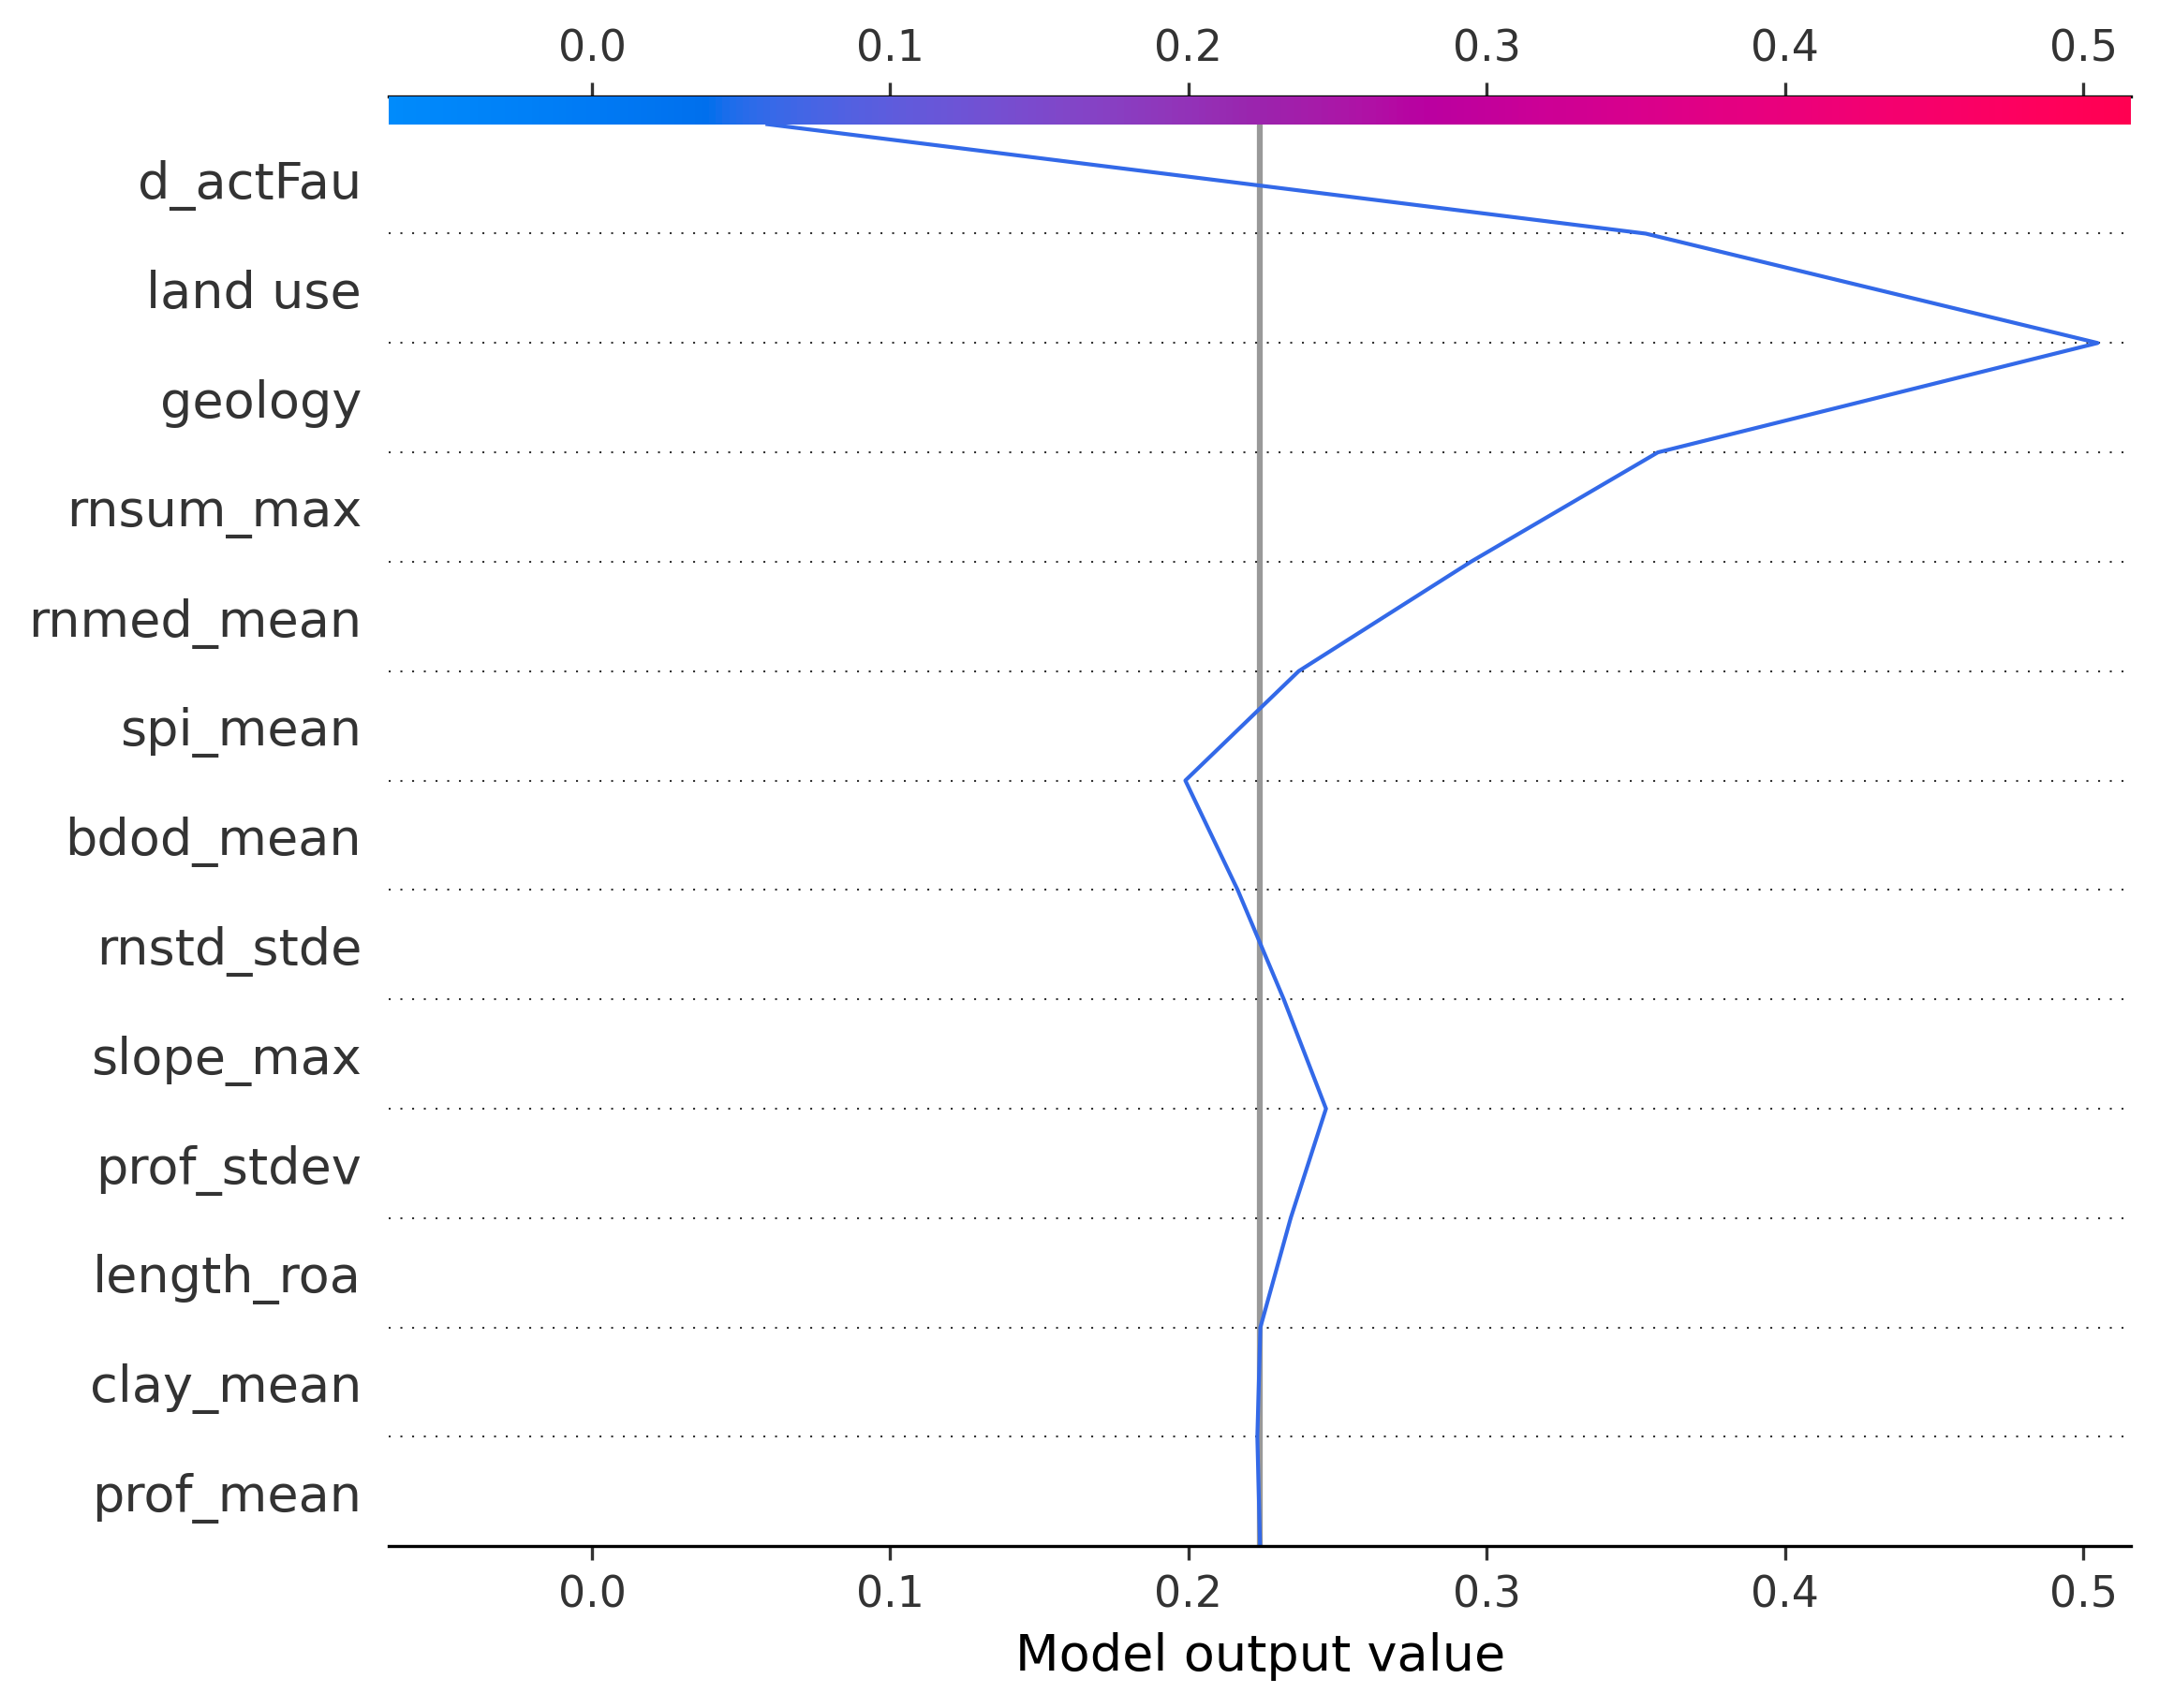 0.0 0.1 0.2 0.3 0.4 0.5
d_actFau
land use
geology
rnsum_max
rnmed_mean
spi_mean
bdod_mean
rnstd_stde
slope_max
prof_stdev
length_roa
clay_mean
prof_mean
0.0 0.1 0.2 0.3 0.4 0.5
Model output value